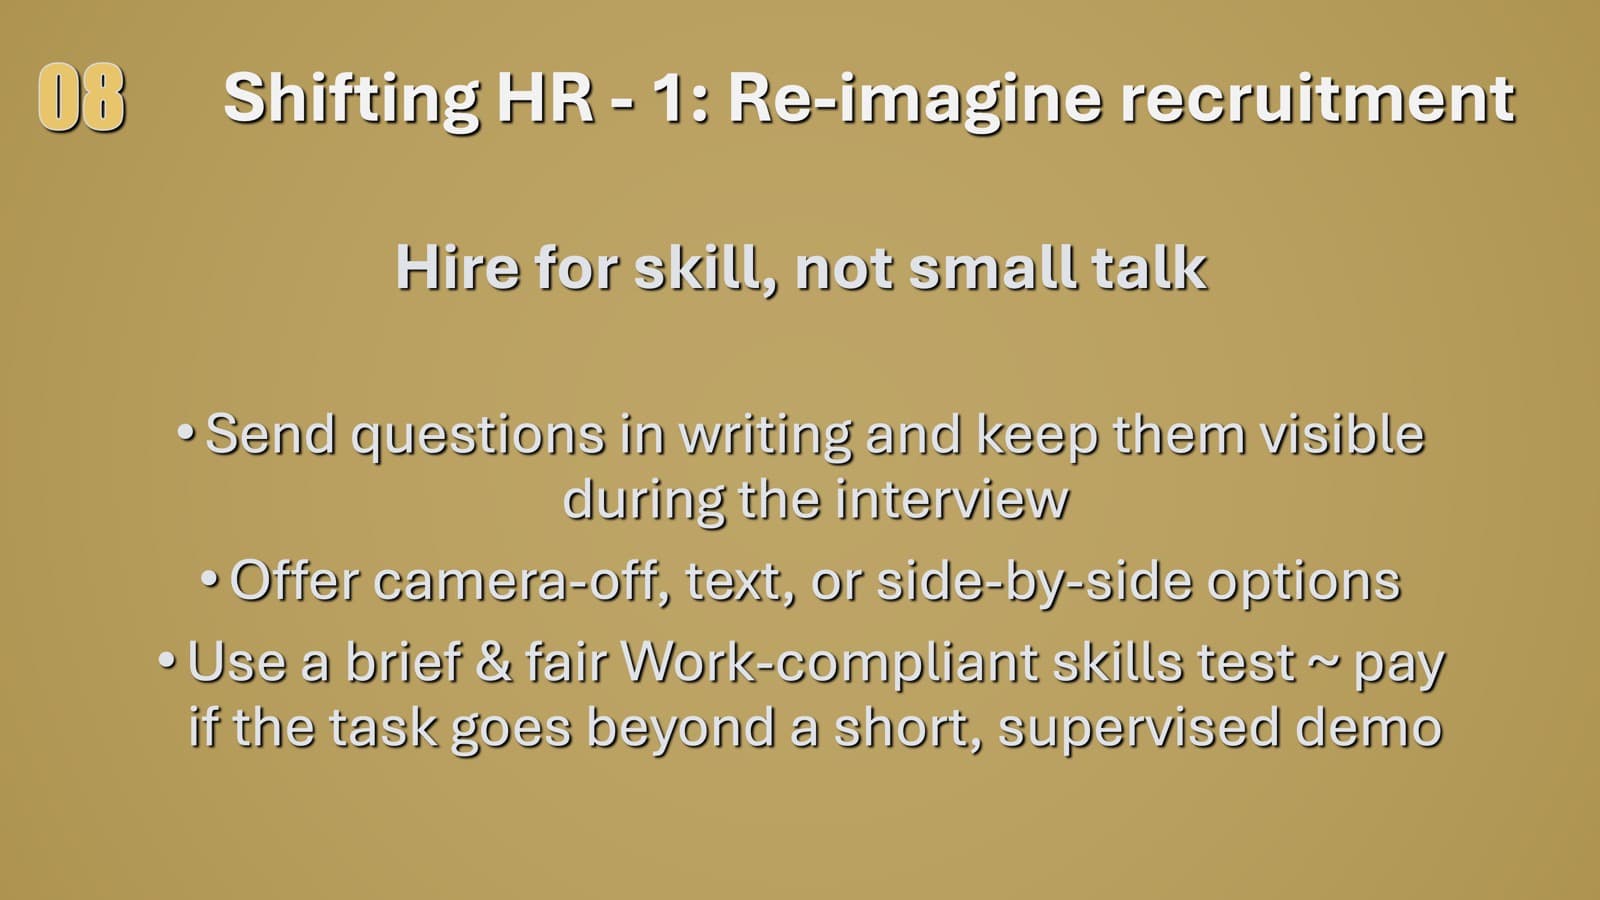 08
Shifting HR - 1: Re-imagine recruitment
Hire for skill, not small talk
• Send questions in writing and keep them visible
during the interview
• Offer camera-off, text, or side-by-side options
• Use a brief & fair Work-compliant skills test ~ pay
if the task goes beyond a short, supervised demo